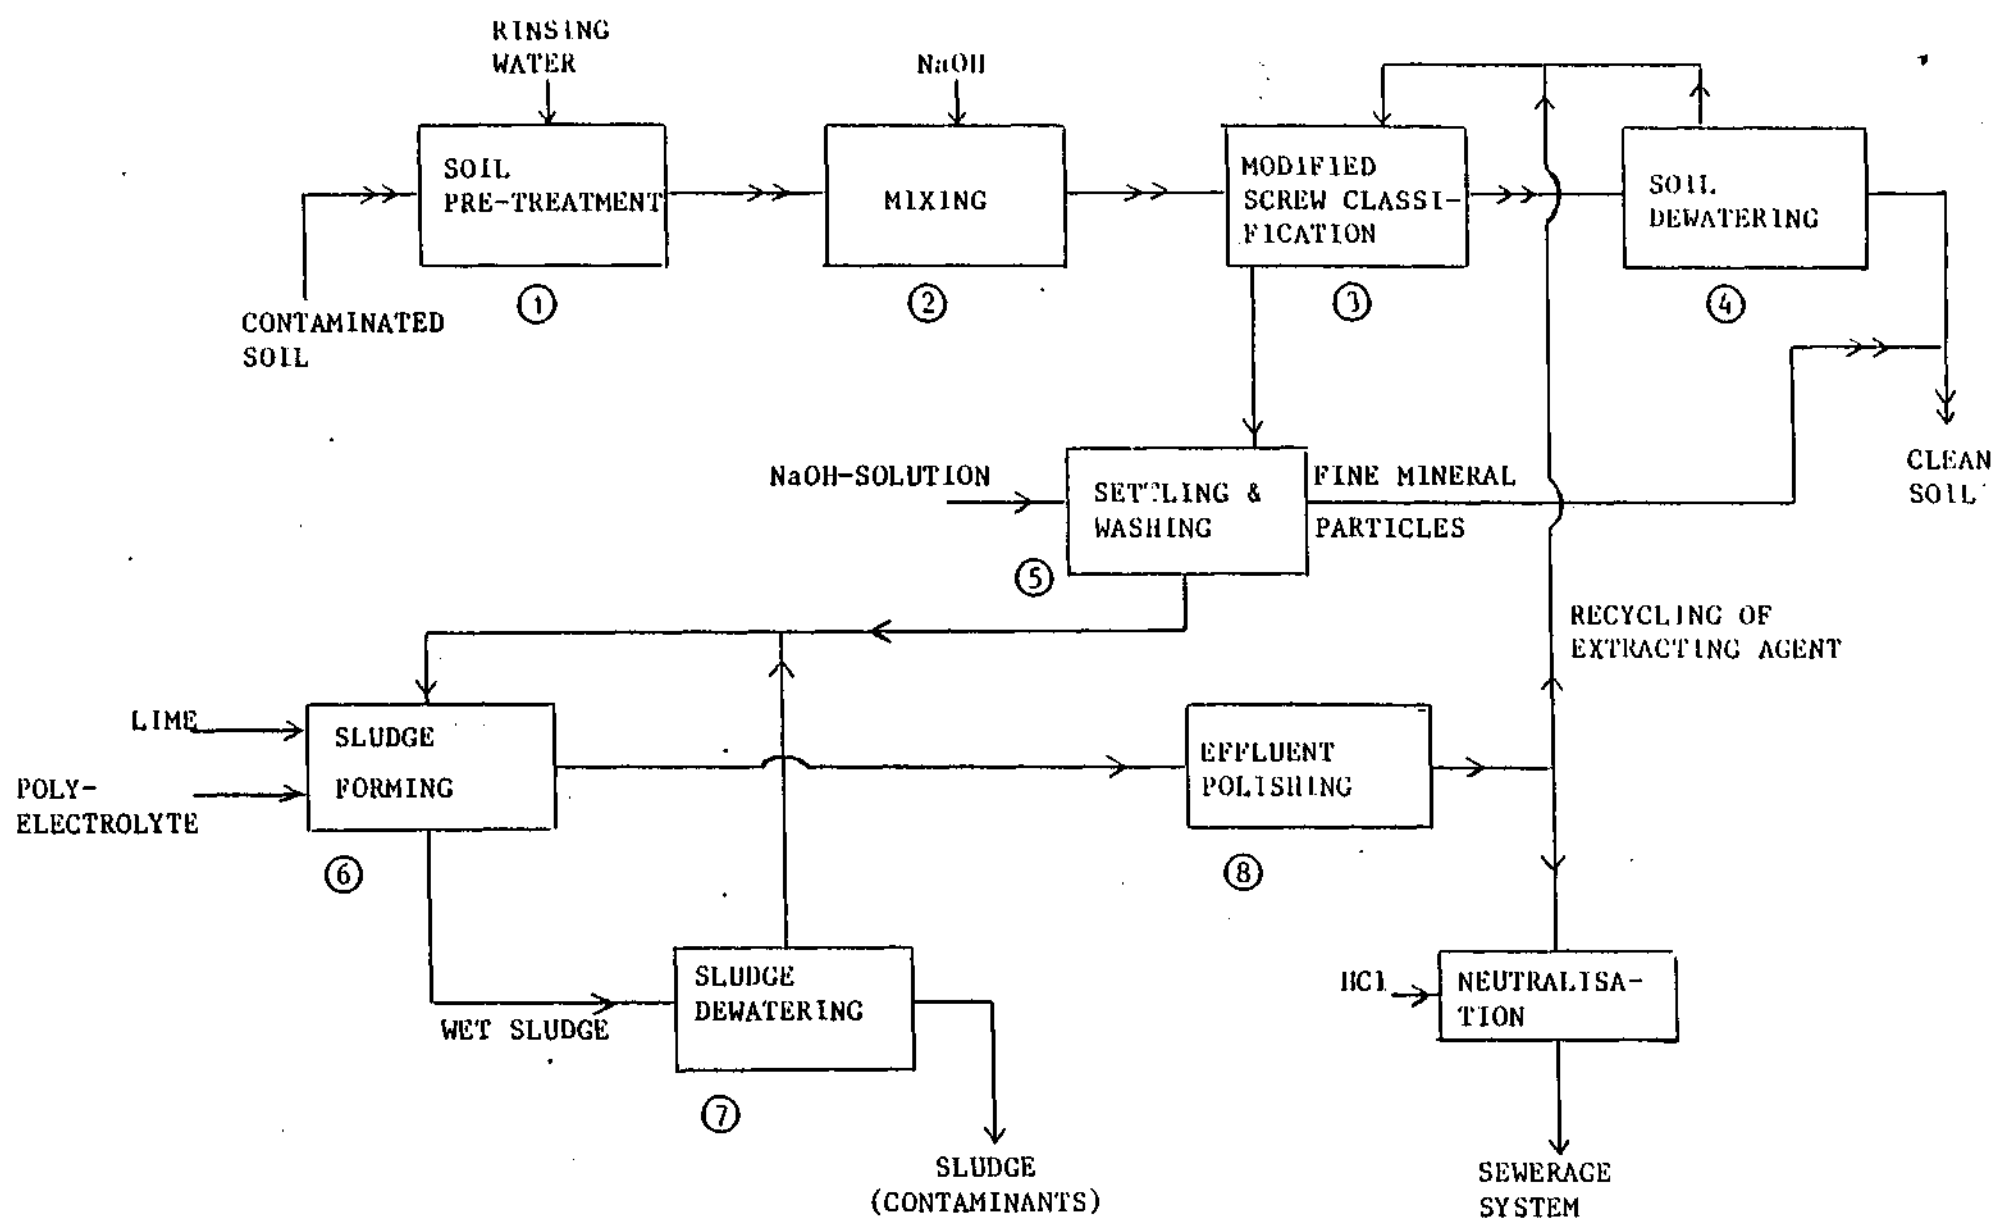 RINSING
WATER
NaOH
SOIL
PRE-TREATMENT
MIXING
MODIFIED
SCREW CLASSI-
FICATION
SOIL
DEWATERING
1
2
3
4
CONTAMINATED
SOIL
CLEAN
SOIL
NaOH-SOLUTION
SETTLING &
WASHING
FINE MINERAL
PARTICLES
5
RECYCLING OF
EXTRACTING AGENT
LIME
POLY-
ELECTROLYTE
SLUDGE
FORMING
EFFLUENT
POLISHING
6
8
SLUDGE
DEWATERING
WET SLUDGE
HCl
NEUTRALISA-
TION
7
SLUDGE
(CONTAMINANTS)
SEWERAGE
SYSTEM